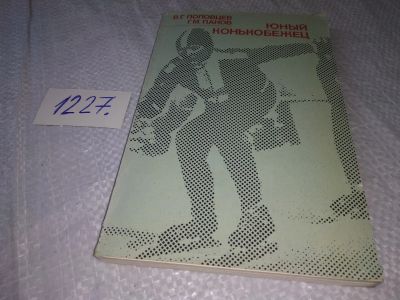 В.Г. ПОЛОВЦЕВ
Г.М. ПАНОВ
ЮНЫЙ
КОНЬКОБЕЖЕЦ
1227.